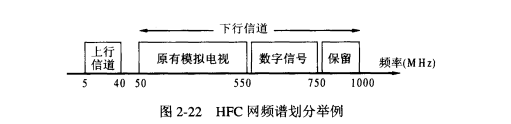 下行信道
上行
信道
原有模拟电视
数字信号
保留
频率(MHz)
5 40 50 550 750 1000
图 2-22 HFC 网频谱划分举例